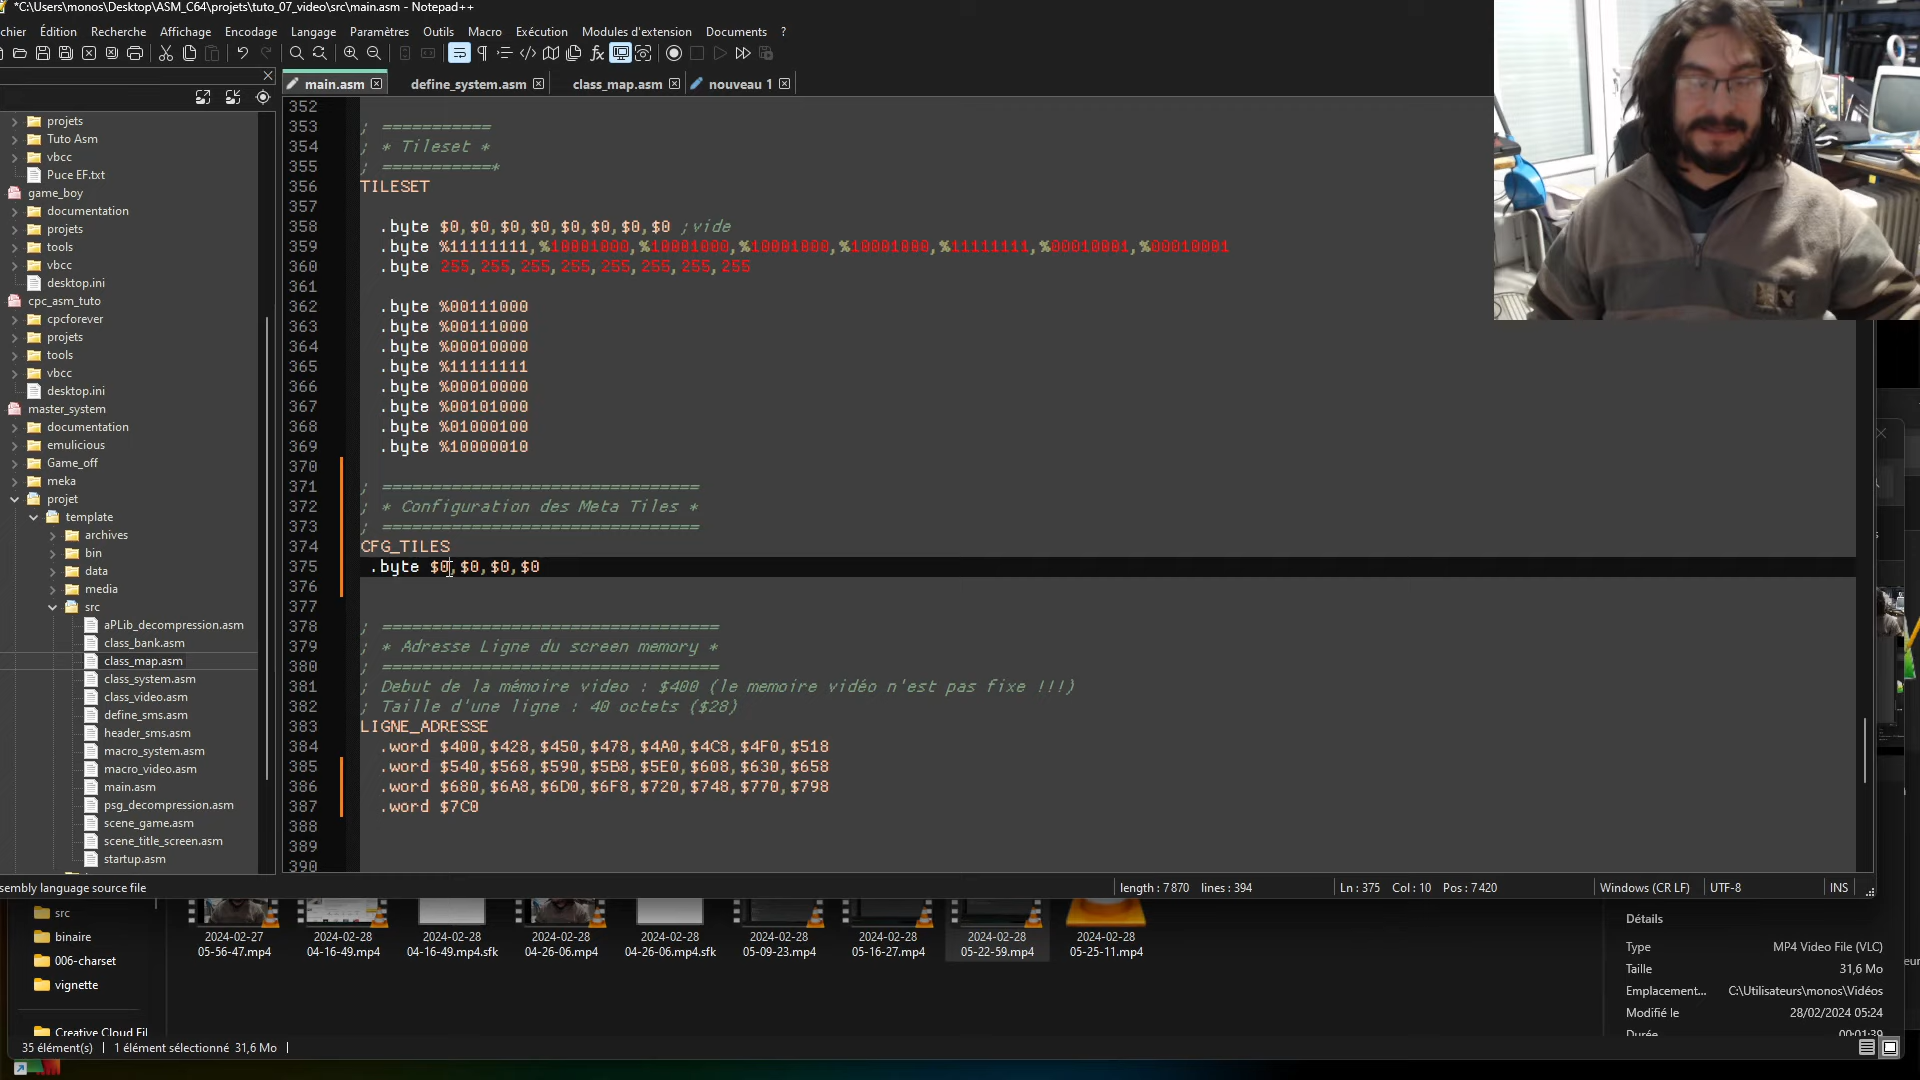 *C:\Users\monos\Desktop\ASM_C64\projets\tuto_07_video\src\main.asm - Notepad++
chier Édition Recherche Affichage Encodage Langage Paramètres Outils Macro Exécution Modules d'extension Documents ?
main.asm define_system.asm class_map.asm nouveau 1
projets
Tuto Asm
vbcc
Puce EF.txt
game_boy
documentation
projets
tools
vbcc
desktop.ini
cpc_asm_tuto
cpcforever
projets
tools
vbcc
desktop.ini
master_system
documentation
emulicious
Game_off
meka
projet
template
archives
bin
data
media
src
aPLib_decompression.asm
class_bank.asm
class_map.asm
class_system.asm
class_video.asm
define_sms.asm
header_sms.asm
macro_system.asm
macro_video.asm
main.asm
psg_decompression.asm
scene_game.asm
scene_title_screen.asm
startup.asm
352
353 ; ===========
354 ; * Tileset *
355 ; ===========*
356 TILESET
357
358 .byte $0,$0,$0,$0,$0,$0,$0,$0 ;vide
359 .byte %11111111,%10001000,%10001000,%10001000,%10001000,%11111111,%00010001,%00010001
360 .byte 255,255,255,255,255,255,255,255
361
362 .byte %00111000
363 .byte %00111000
364 .byte %00010000
365 .byte %11111111
366 .byte %00010000
367 .byte %00101000
368 .byte %01000100
369 .byte %10000010
370
371 ; ================================
372 ; * Configuration des Meta Tiles *
373 ; ================================
374 CFG_TILES
375 .byte $0,$0,$0,$0
376
377
378 ; ==================================
379 ; * Adresse Ligne du screen memory *
380 ; ==================================
381 ; Debut de la mémoire video : $400 (le memoire vidéo n'est pas fixe !!!)
382 ; Taille d'une ligne : 40 octets ($28)
383 LIGNE_ADRESSE
384 .word $400,$428,$450,$478,$4A0,$4C8,$4F0,$518
385 .word $540,$568,$590,$5B8,$5E0,$608,$630,$658
386 .word $680,$6A8,$6D0,$6F8,$720,$748,$770,$798
387 .word $7C0
388
389
390
sembly language source file length : 7 870 lines : 394 Ln : 375 Col : 10 Pos : 7 420 Windows (CR LF) UTF-8 INS
src
binaire
006-charset
vignette
Creative Cloud Fil
2024-02-27 05-56-47.mp4
2024-02-28 04-16-49.mp4
2024-02-28 04-16-49.mp4.sfk
2024-02-28 04-26-06.mp4
2024-02-28 04-26-06.mp4.sfk
2024-02-28 05-09-23.mp4
2024-02-28 05-16-27.mp4
2024-02-28 05-22-59.mp4
2024-02-28 05-25-11.mp4
Détails
Type MP4 Video File (VLC)
Taille 31,6 Mo
Emplacement... C:\Utilisateurs\monos\Vidéos
Modifié le 28/02/2024 05:24
Durée 00:01:39
35 élément(s) 1 élément sélectionné 31,6 Mo